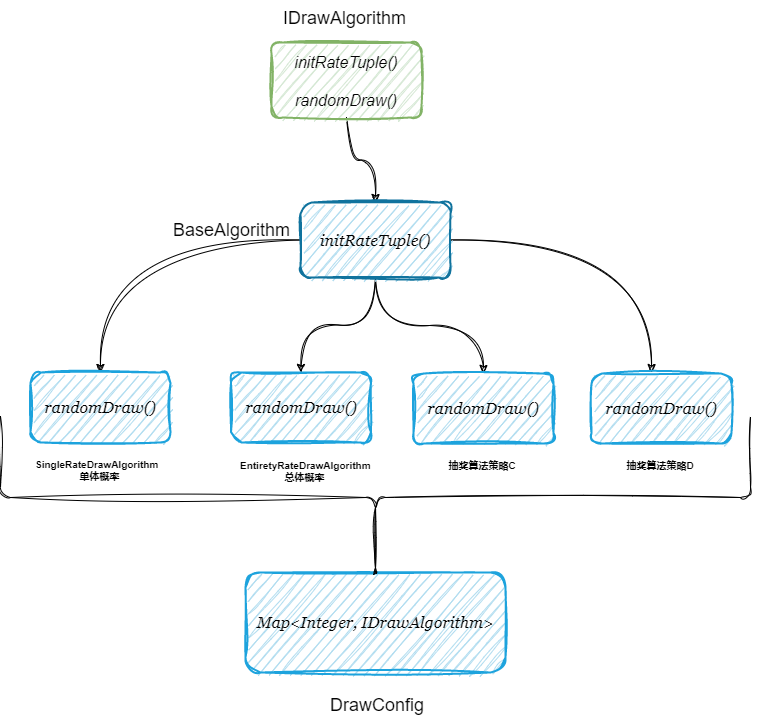 IDrawAlgorithm
initRateTuple()
randomDraw()
BaseAlgorithm
initRateTuple()
randomDraw()
randomDraw()
randomDraw()
randomDraw()
SingleRateDrawAlgorithm
单体概率
EntiretyRateDrawAlgorithm
总体概率
抽奖算法策略C
抽奖算法策略D
Map<Integer, IDrawAlgorithm>
DrawConfig